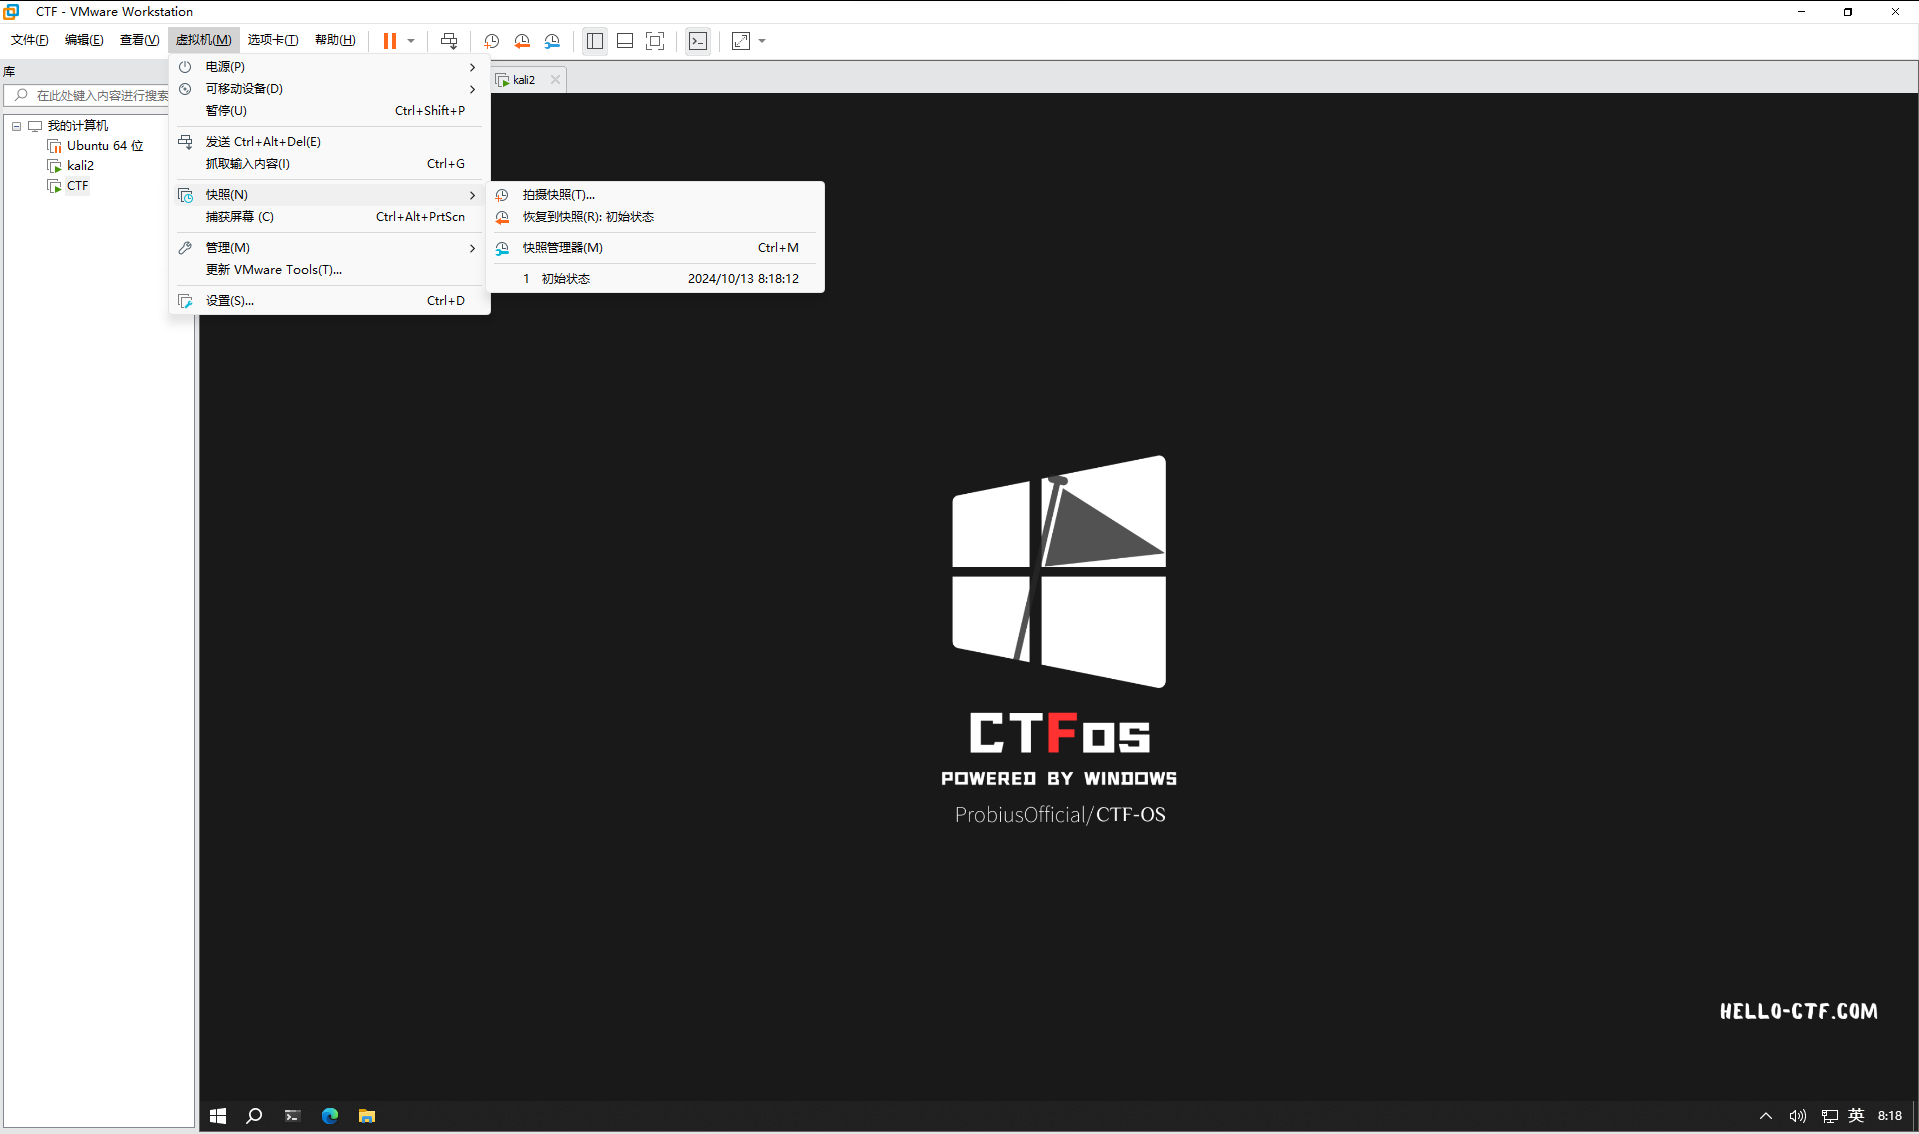 CTF - VMware Workstation
文件(F) 编辑(E) 查看(V) 虚拟机(M) 选项卡(T) 帮助(H)
库
在此处键入内容进行搜索
我的计算机
Ubuntu 64 位
kali2
CTF
kali2
电源(P)
可移动设备(D)
暂停(U) Ctrl+Shift+P
发送 Ctrl+Alt+Del(E)
抓取输入内容(I) Ctrl+G
快照(N)
捕获屏幕 (C) Ctrl+Alt+PrtScn
管理(M)
更新 VMware Tools(T)...
设置(S)... Ctrl+D
拍摄快照(T)...
恢复到快照(R): 初始状态
快照管理器(M) Ctrl+M
1 初始状态 2024/10/13 8:18:12
CTFos
POWERED BY WINDOWS
ProbiusOfficial/CTF-OS
HELLO-CTF.COM
英 8:18